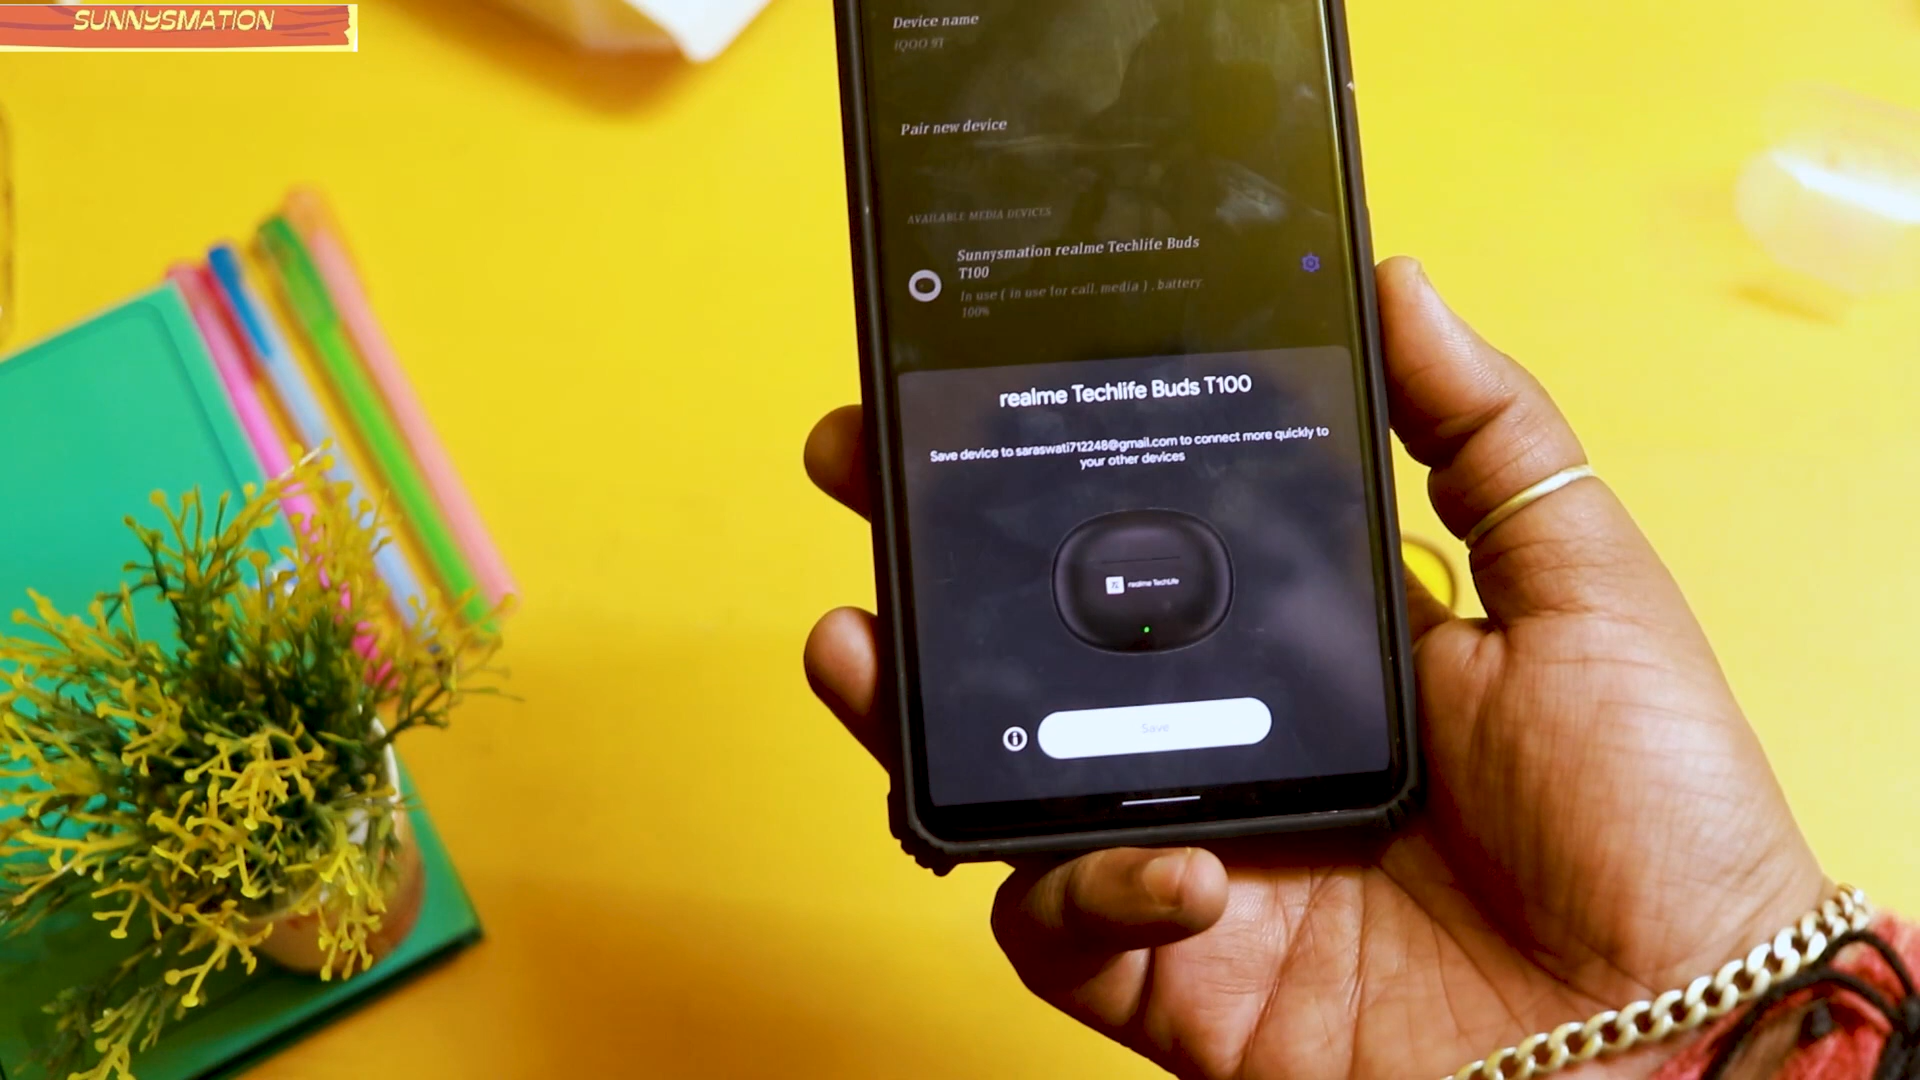 SUNNYSMATION
Device name
iQOO 9T
Pair new device
AVAILABLE MEDIA DEVICES
Sunnysmation realme Techlife Buds
T100
In use ( in use for call, media ) , battery
100%
realme Techlife Buds T100
Save device to saraswati712248@gmail.com to connect more quickly to
your other devices
realme TechLife
Save